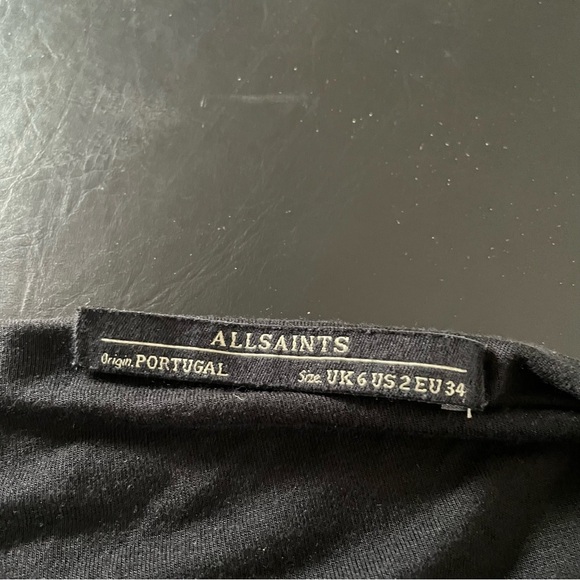 ALLSAINTS
Origin. PORTUGAL Size. UK 6 US 2 EU 34